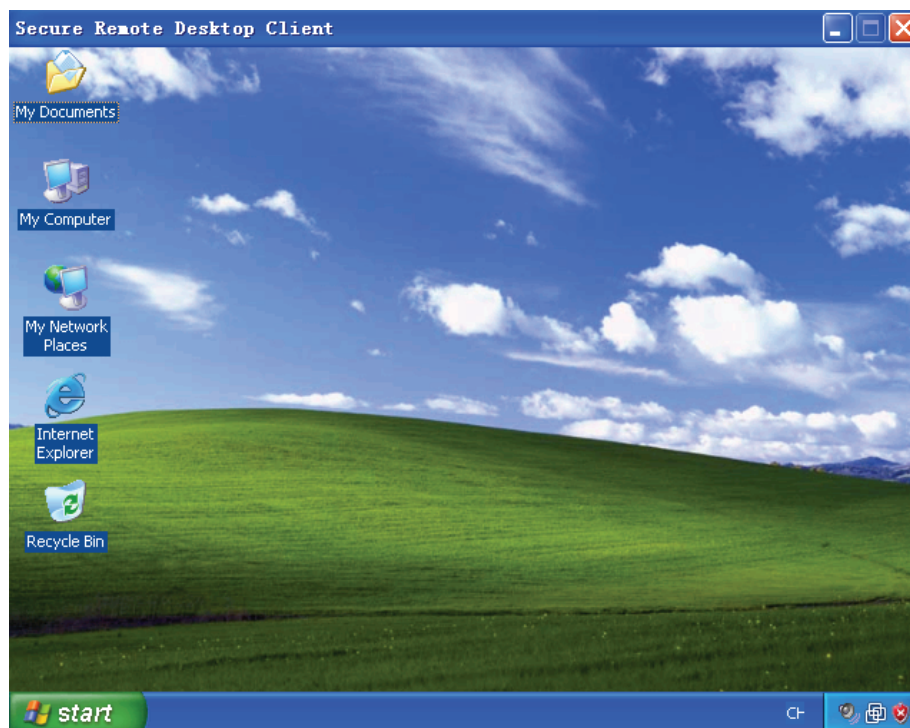 Secure Remote Desktop Client
My Documents
My Computer
My Network
Places
Internet
Explorer
Recycle Bin
start
CH